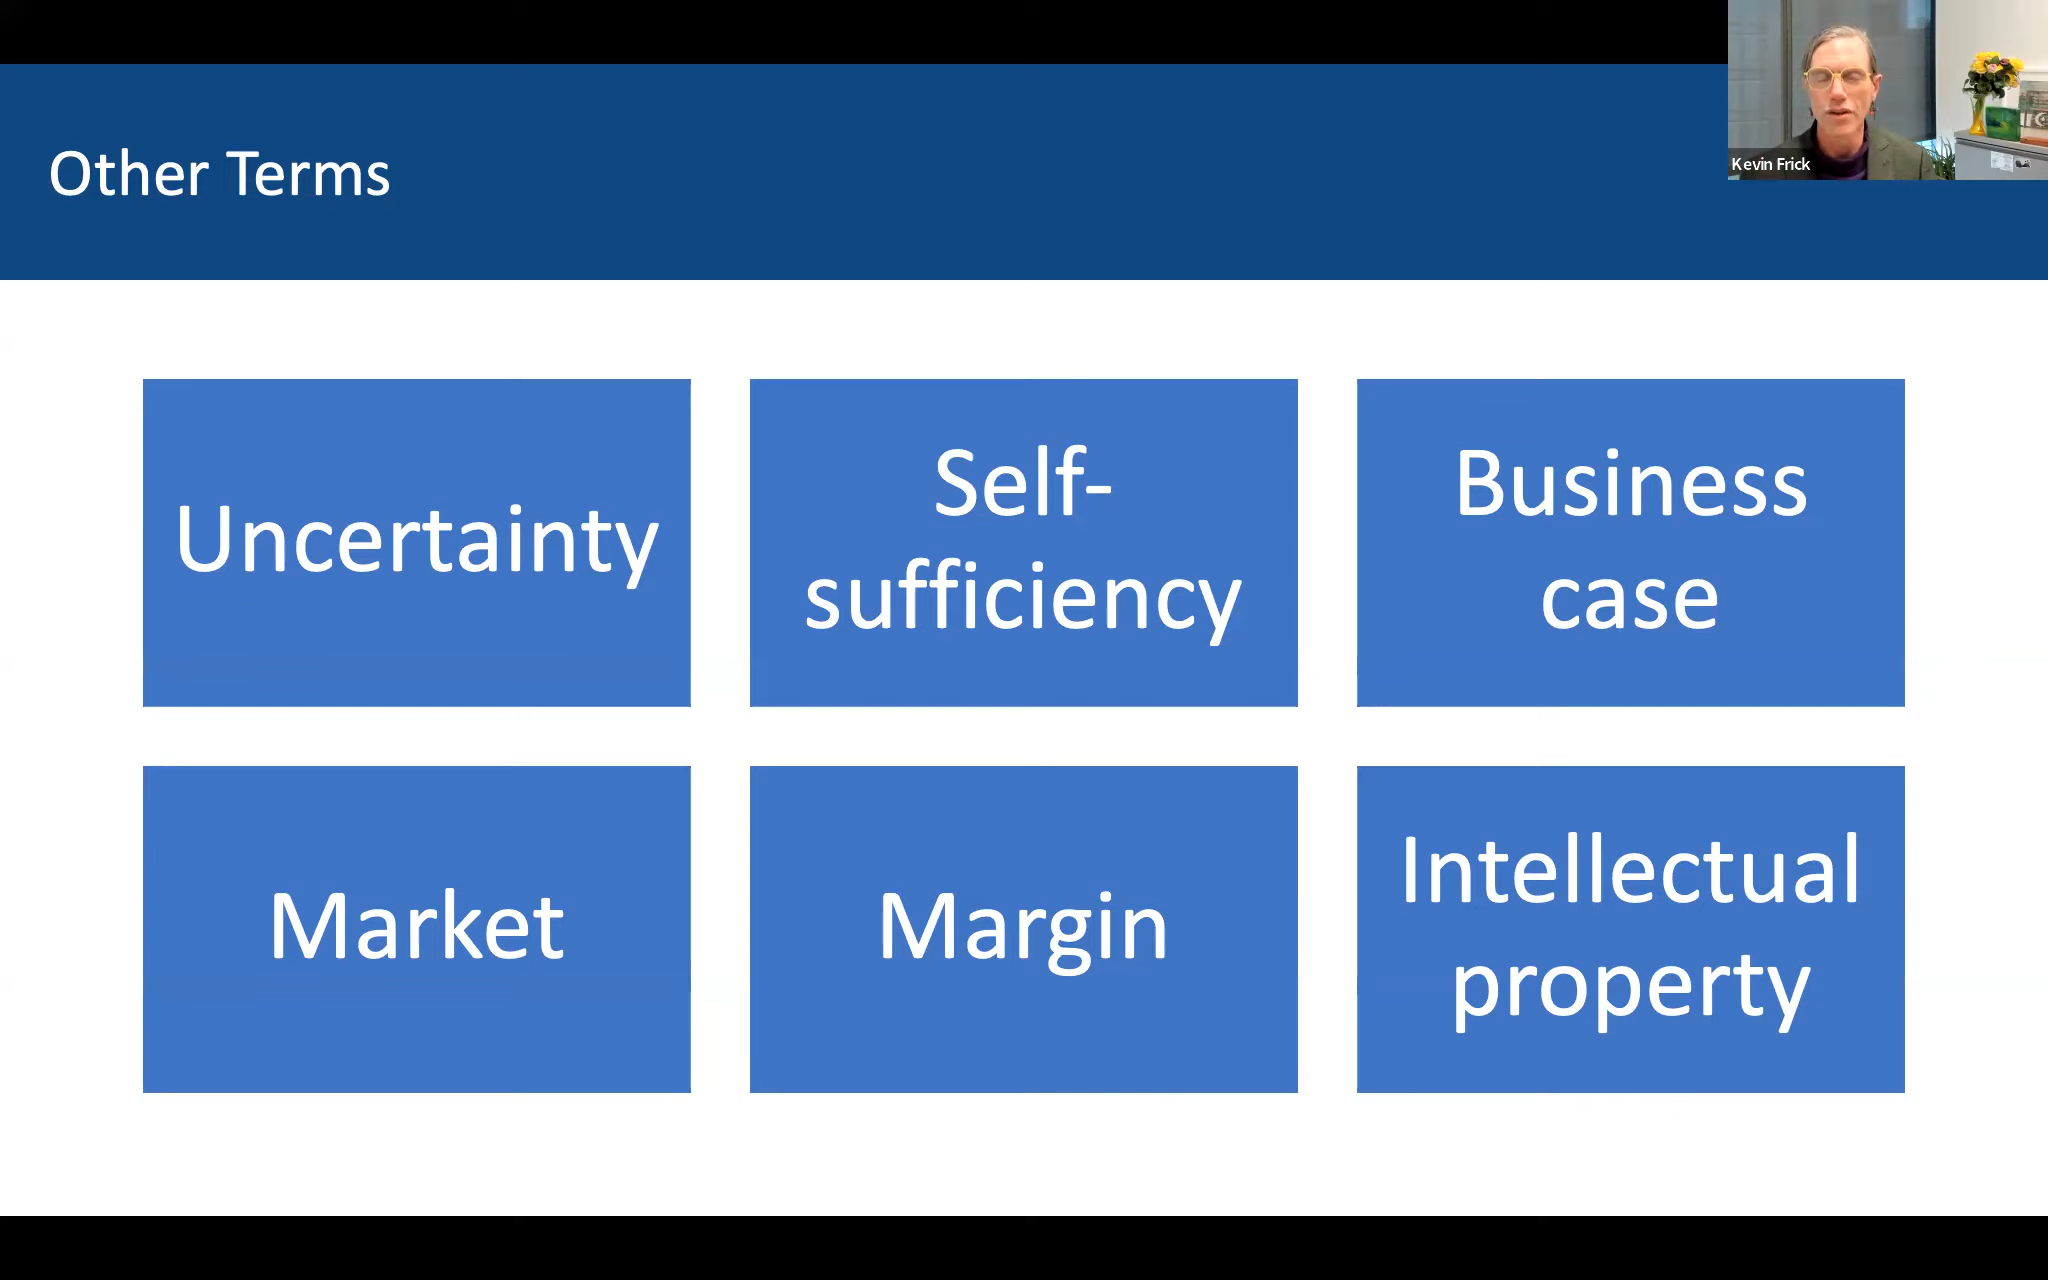 Other Terms
Kevin Frick
Uncertainty
Self-
sufficiency
Business
case
Market
Margin
Intellectual
property